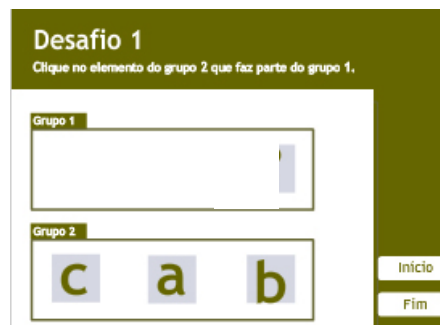 Desafio 1
Clique no elemento do grupo 2 que faz parte do grupo 1.
Grupo 1
Grupo 2
c a b
Início
Fim